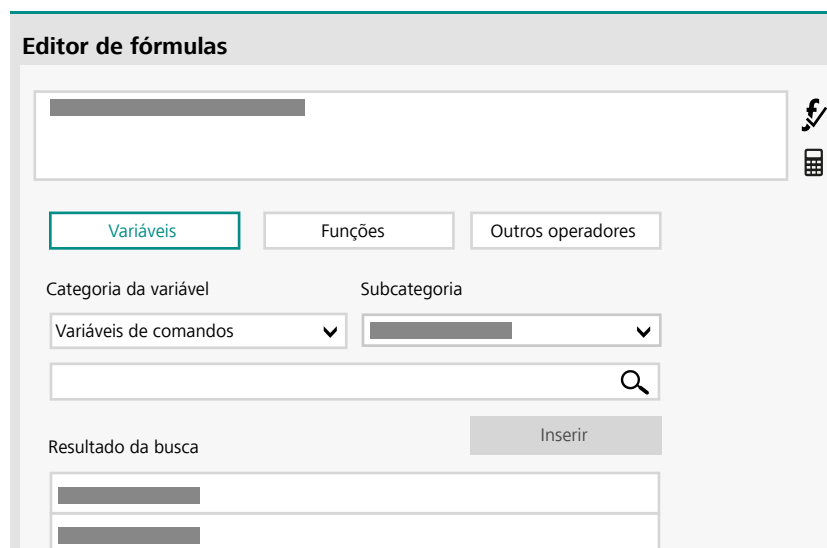 Editor de fórmulas
Variáveis
Funções
Outros operadores
Categoria da variável
Subcategoria
Variáveis de comandos
Inserir
Resultado da busca